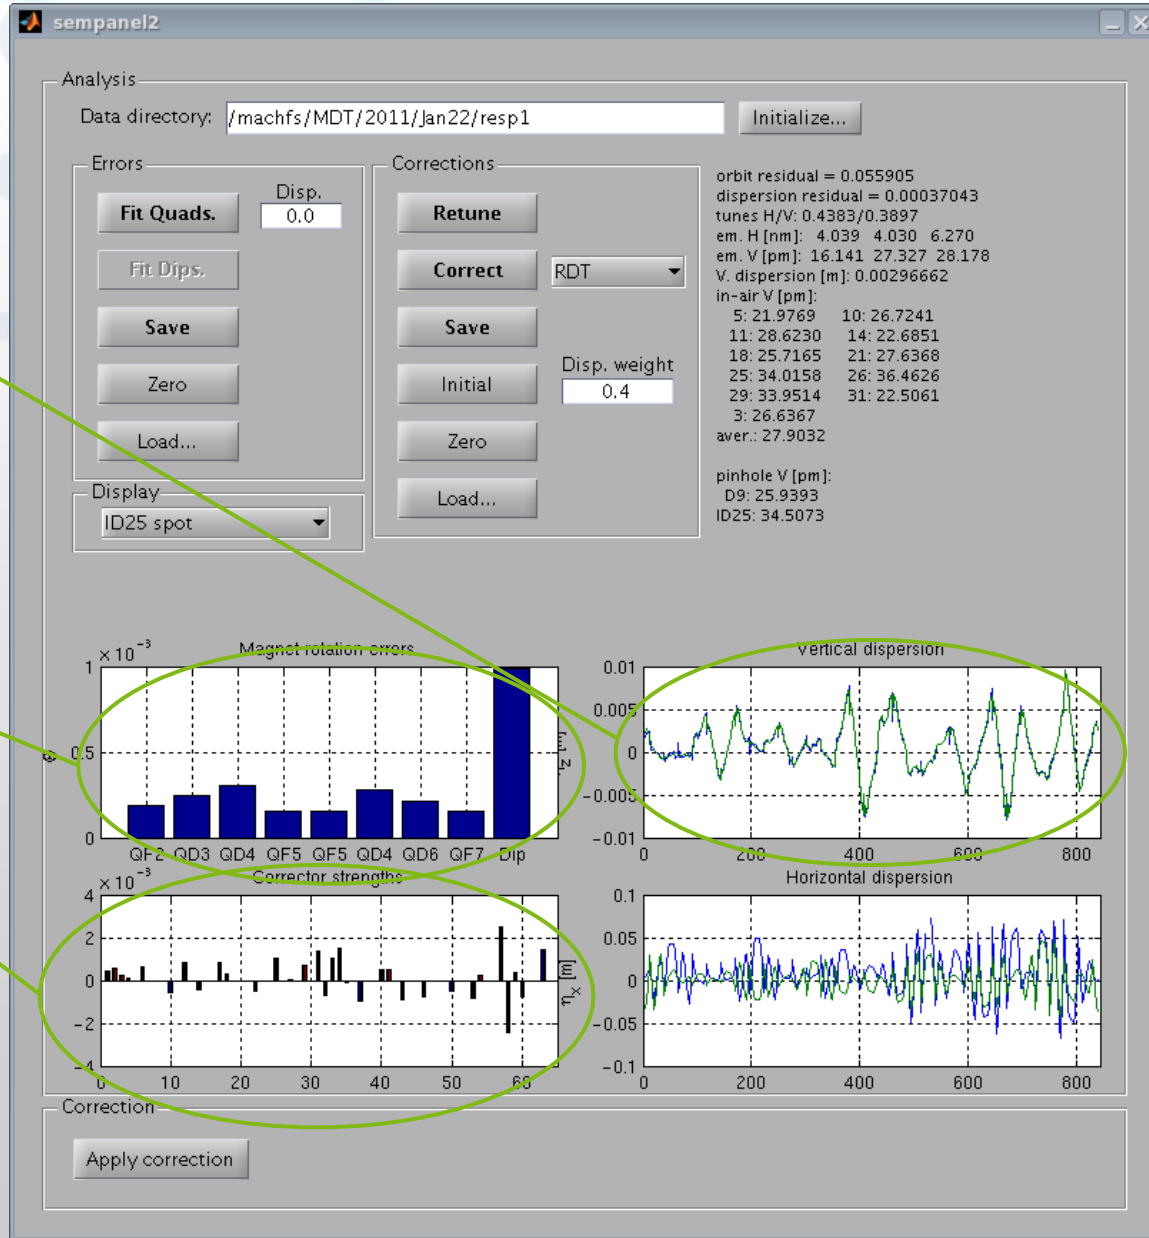 sempanel2
Analysis
Data directory: /machfs/MDT/2011/Jan22/resp1 Initialize...
Errors
Fit Quads.
Disp.
0.0
Fit Dips.
Save
Zero
Load...
Display
ID25 spot
Corrections
Retune
Correct RDT
Save
Initial
Disp. weight
0.4
Zero
Load...
orbit residual = 0.055905
dispersion residual = 0.00037043
tunes H/V: 0.4383/0.3897
em. H [nm]: 4.039 4.030 6.270
em. V [pm]: 16.141 27.327 28.178
V. dispersion [m]: 0.00296662
in-air V [pm]:
5: 21.9769 10: 26.7241
11: 28.6230 14: 22.6851
18: 25.7165 21: 27.6368
25: 34.0158 26: 36.4626
29: 33.9514 31: 22.5061
3: 26.6367
aver.: 27.9032
pinhole V [pm]:
D9: 25.9393
ID25: 34.5073
Magnet rotation errors
×10⁻³
1
0.5
0
QF2 QD3 QD4 QF5 QF5 QD4 QD6 QF7 Dip
Vertical dispersion
0.01
0.005
0
−0.005
−0.01
0 200 400 600 800
Corrector strengths
×10⁻³
4
2
0
−2
−4
0 10 20 30 40 50 60
Horizontal dispersion
ηx [m]
0.1
0.05
0
−0.05
−0.1
0 200 400 600 800
Correction
Apply correction